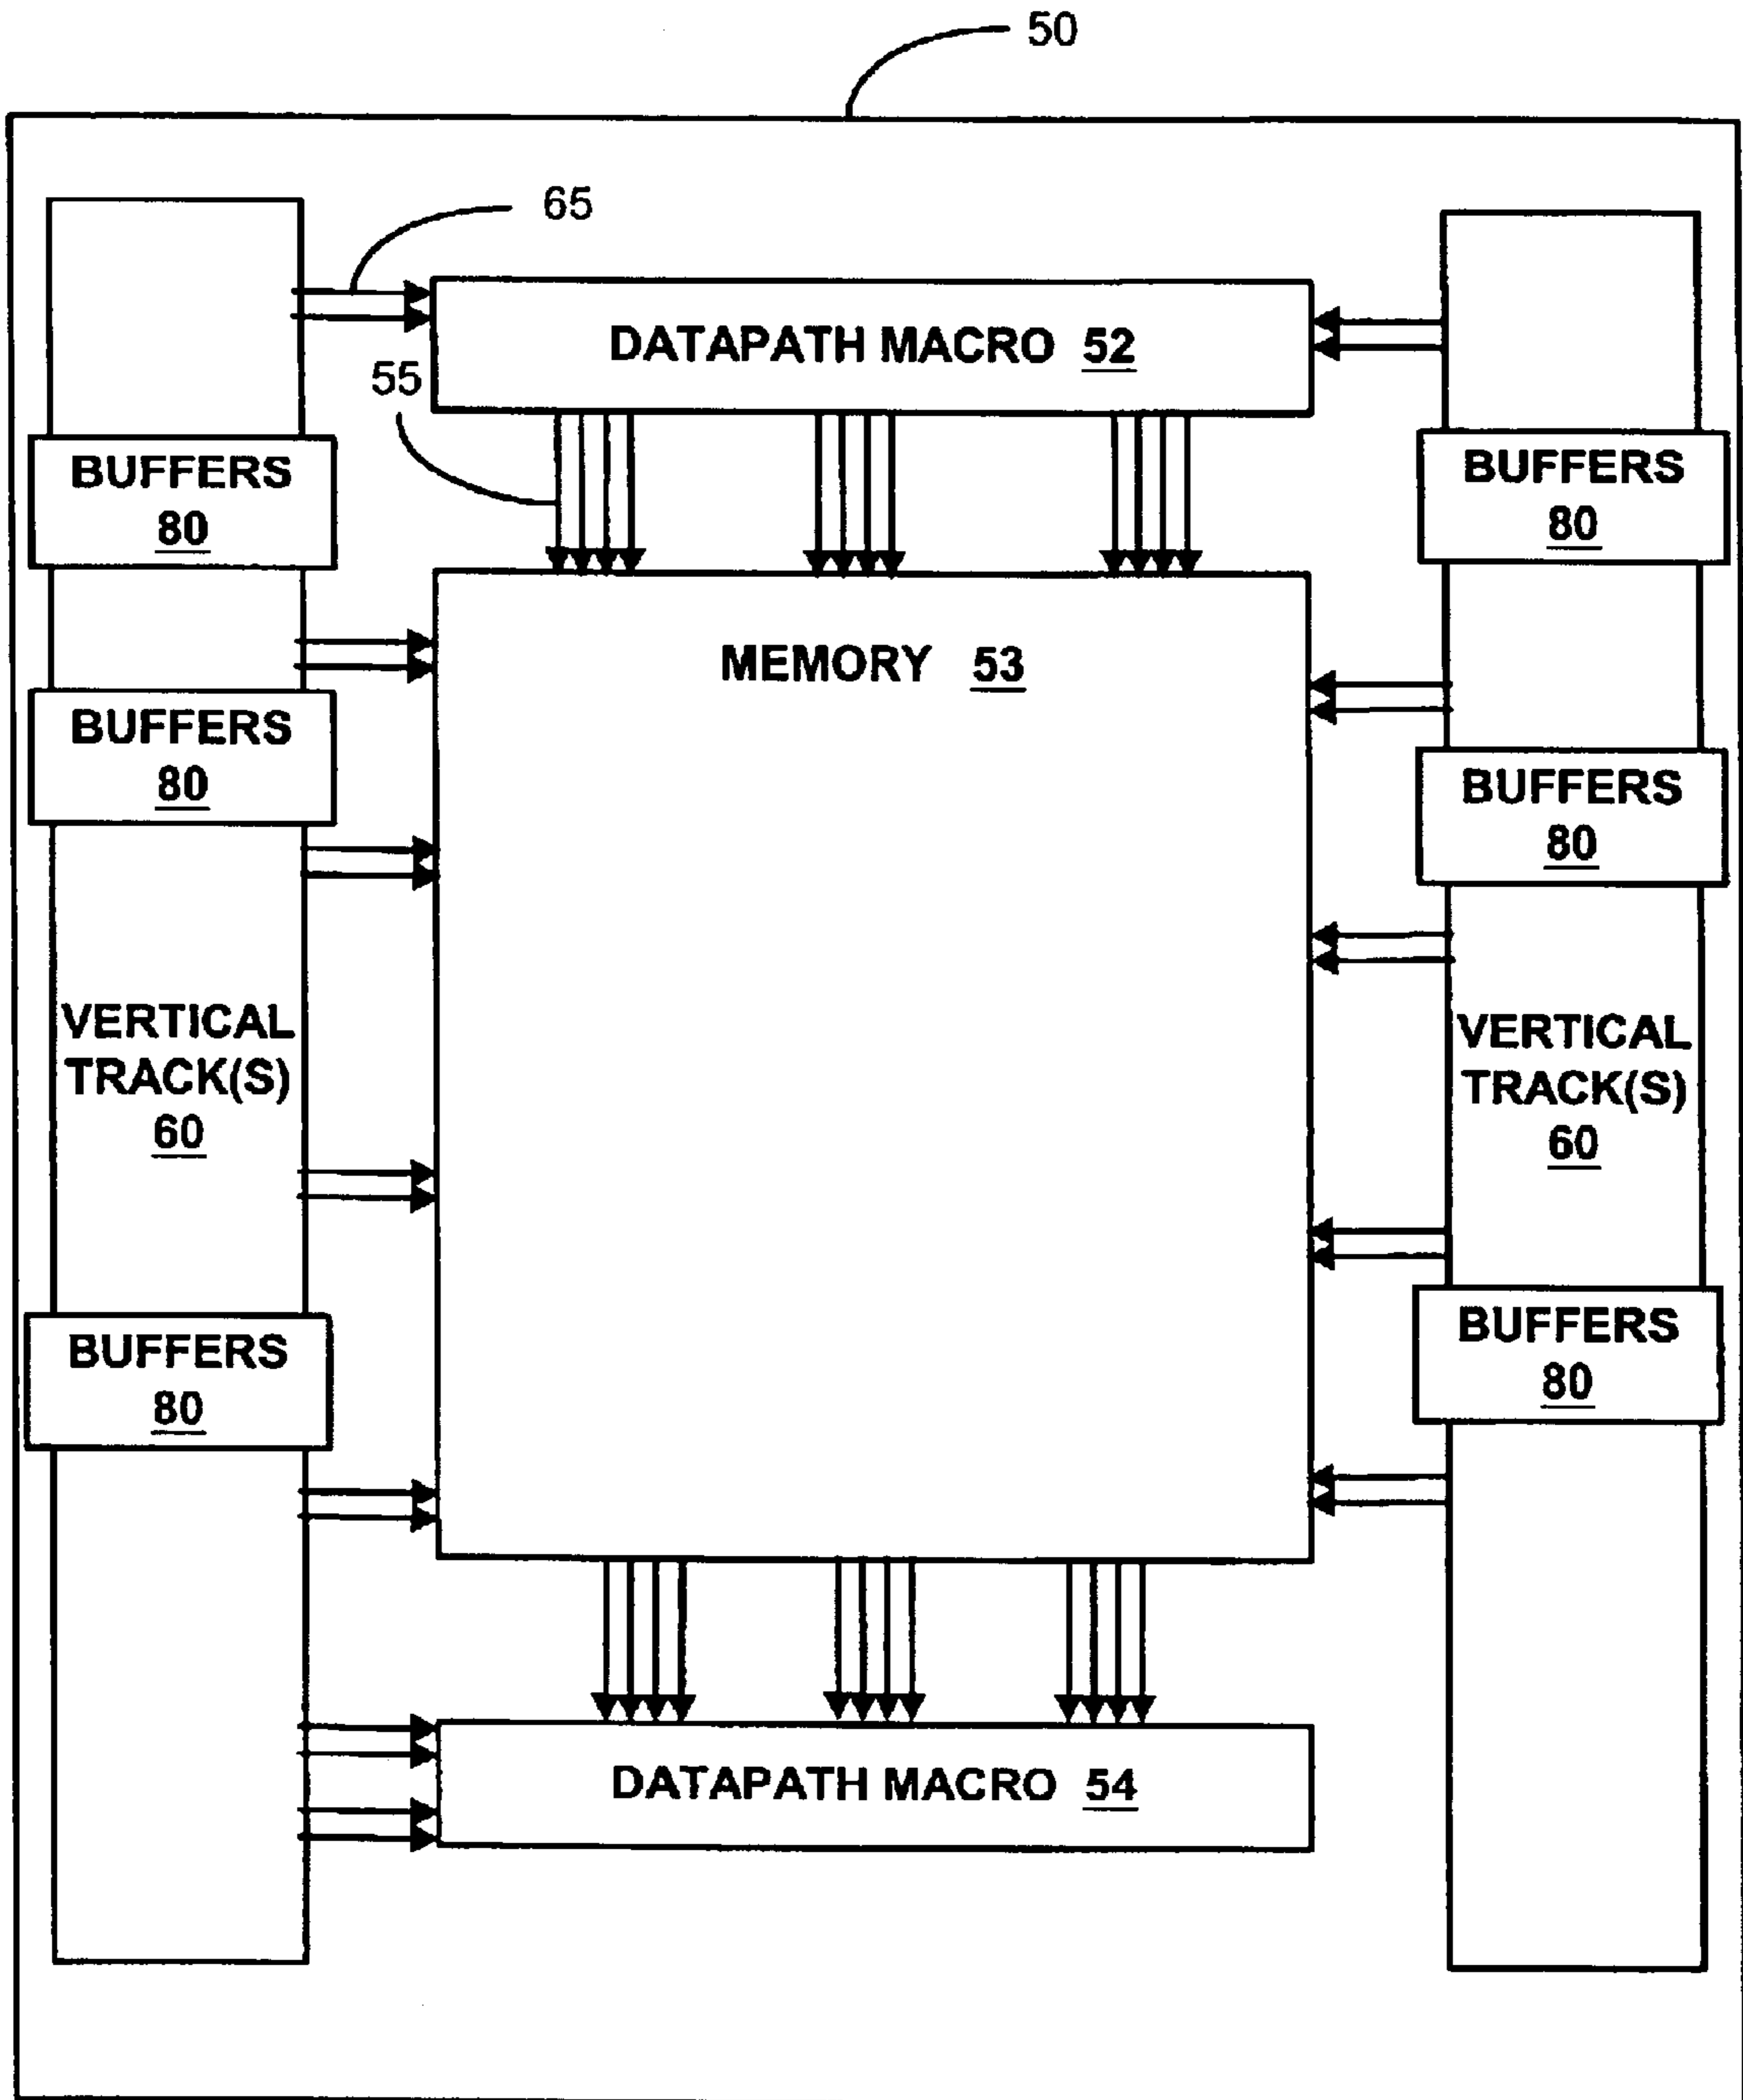 50
65
DATAPATH MACRO 52
55
BUFFERS
80
BUFFERS
80
MEMORY 53
BUFFERS
80
BUFFERS
80
VERTICAL
TRACK(S)
60
VERTICAL
TRACK(S)
60
BUFFERS
80
BUFFERS
80
DATAPATH MACRO 54